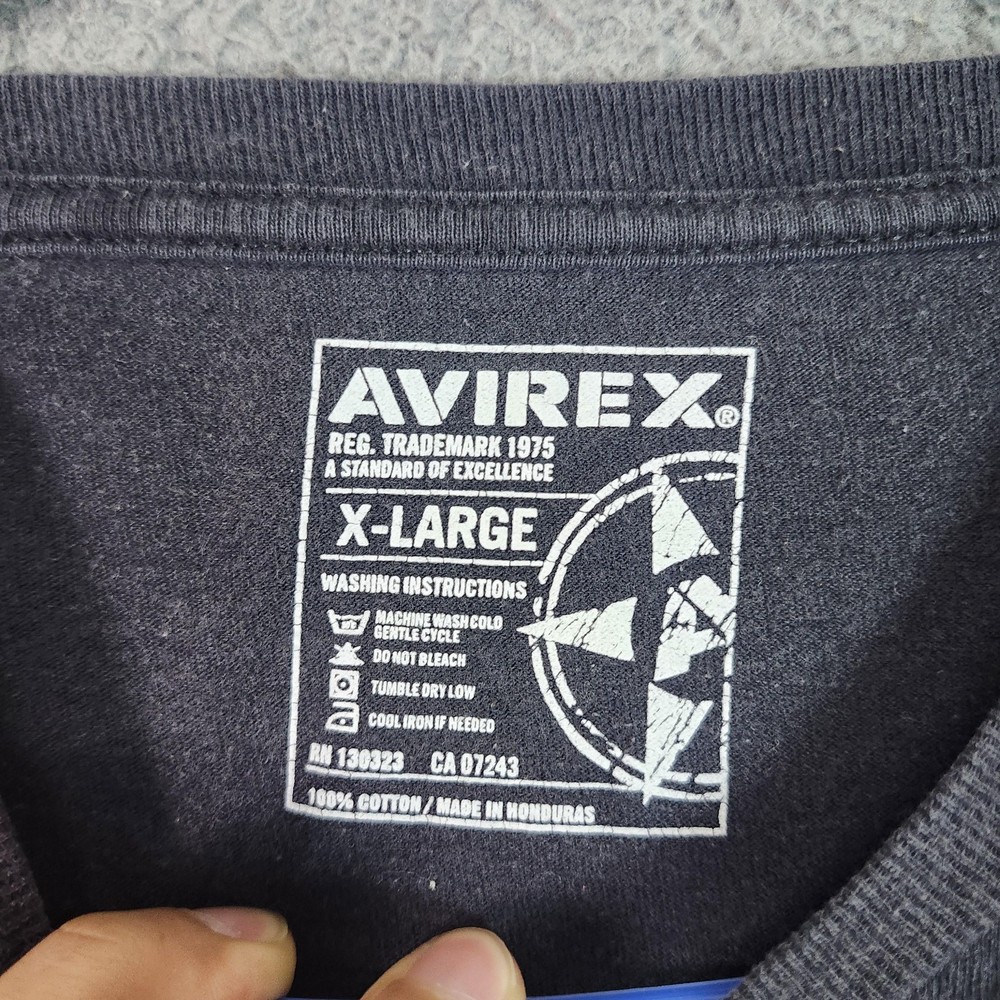 AVIREX®
REG. TRADEMARK 1975
A STANDARD OF EXCELLENCE
X-LARGE
WASHING INSTRUCTIONS
MACHINE WASH COLD
GENTLE CYCLE
DO NOT BLEACH
TUMBLE DRY LOW
COOL IRON IF NEEDED
RN 130323 CA 07243
100% COTTON / MADE IN HONDURAS